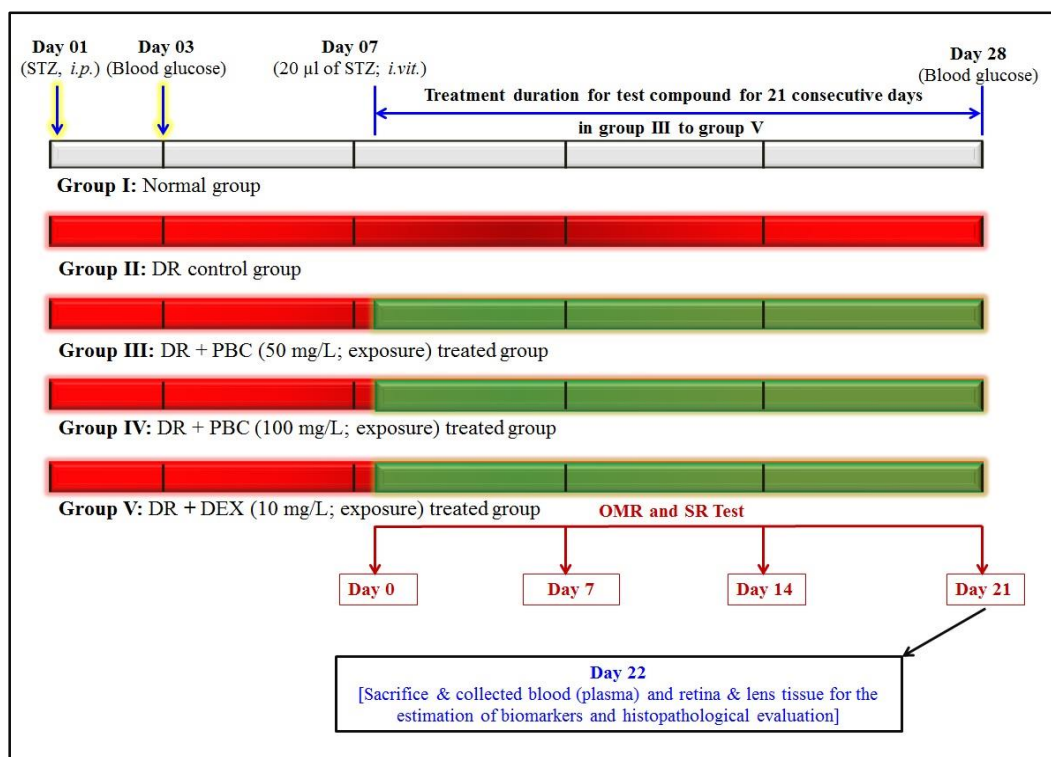 Day 01
(STZ, i.p.)
Day 03
(Blood glucose)
Day 07
(20 µl of STZ; i.vit.)
Day 28
(Blood glucose)
Treatment duration for test compound for 21 consecutive days
in group III to group V
Group I: Normal group
Group II: DR control group
Group III: DR + PBC (50 mg/L; exposure) treated group
Group IV: DR + PBC (100 mg/L; exposure) treated group
Group V: DR + DEX (10 mg/L; exposure) treated group
OMR and SR Test
Day 0
Day 7
Day 14
Day 21
Day 22
[Sacrifice & collected blood (plasma) and retina & lens tissue for the
estimation of biomarkers and histopathological evaluation]